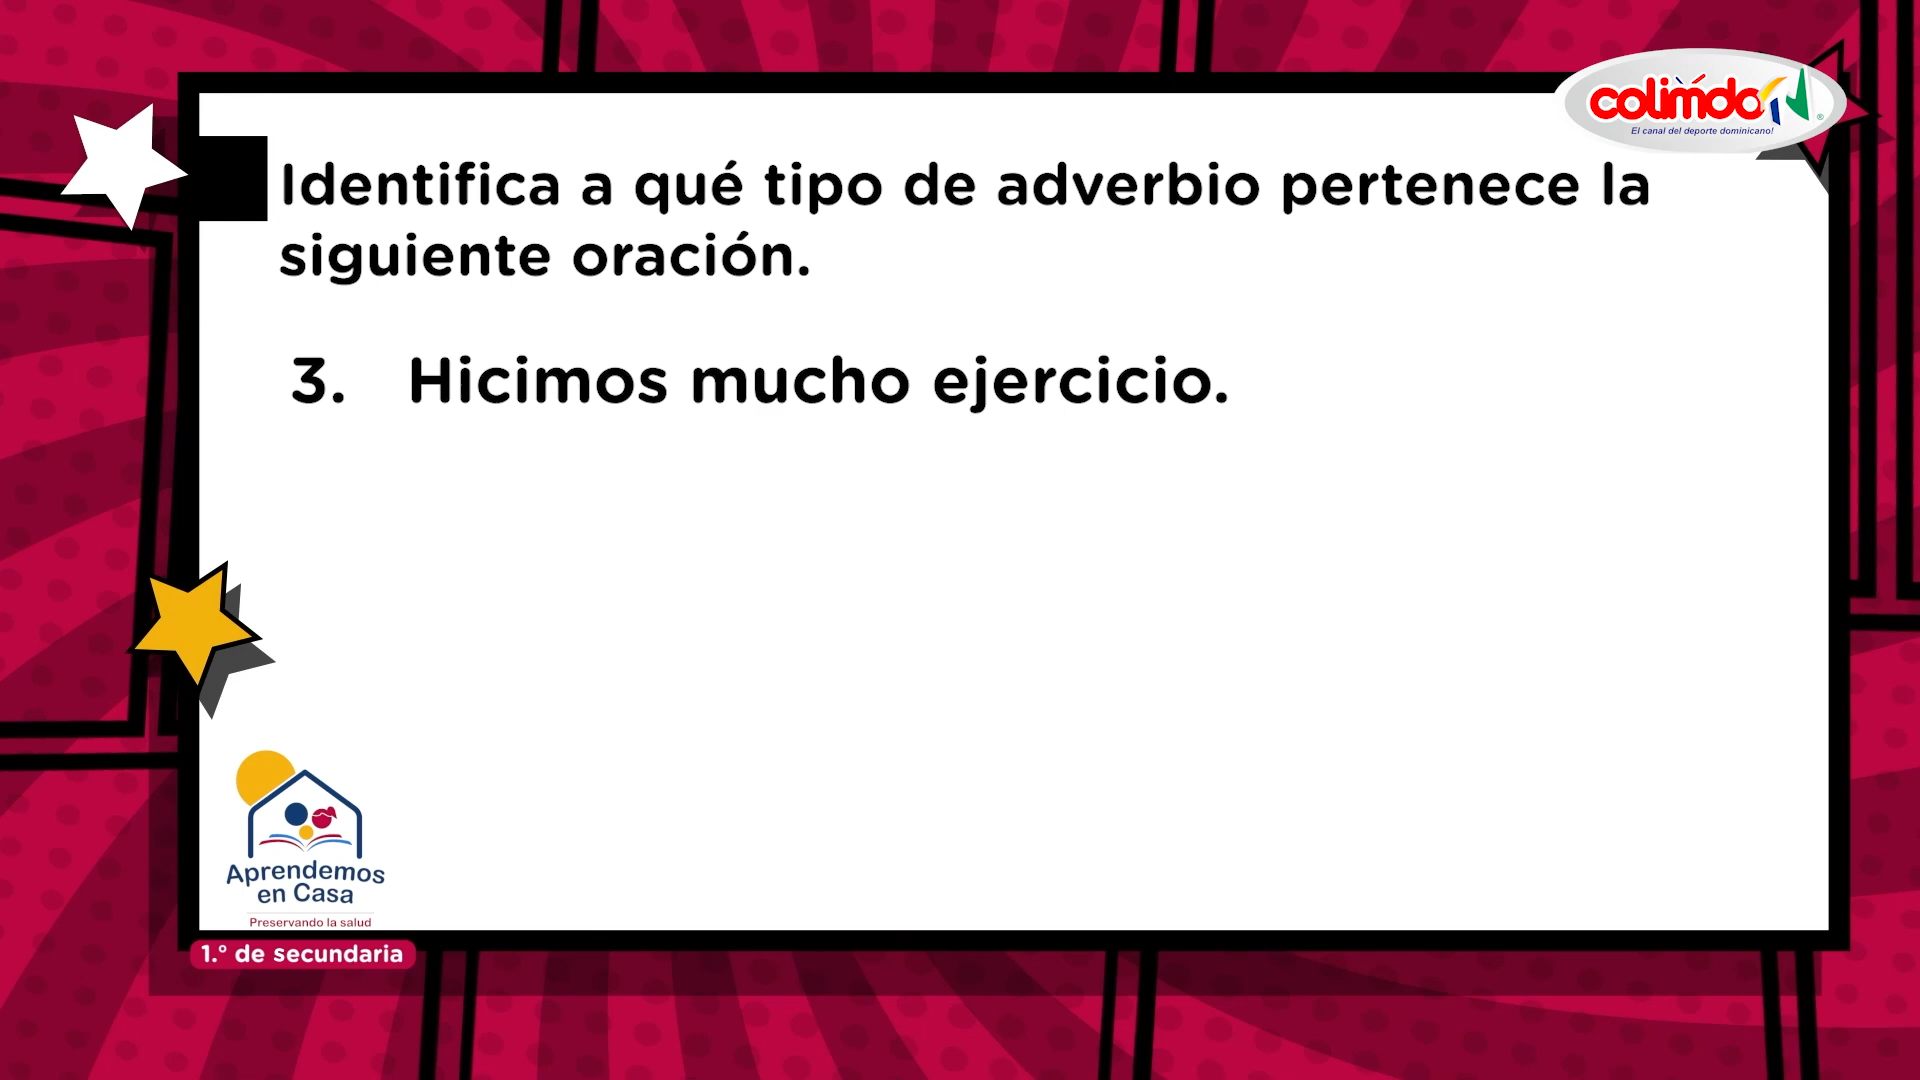 colimdo
El canal del deporte dominicano!
Identifica a qué tipo de adverbio pertenece la
siguiente oración.
3. Hicimos mucho ejercicio.
Aprendemos
en Casa
Preservando la salud
1.° de secundaria